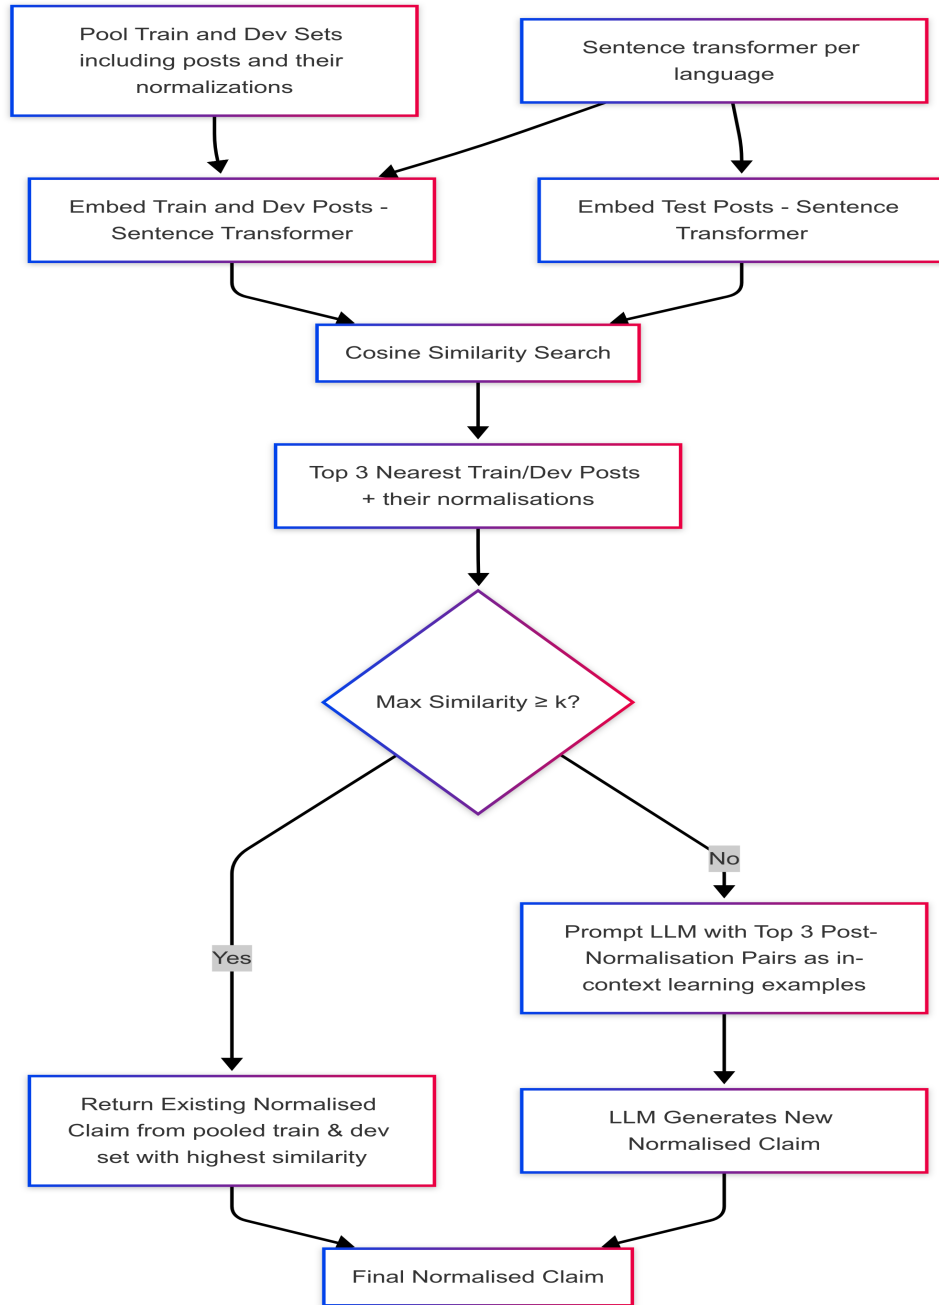 Pool Train and Dev Sets
including posts and their
normalizations
Sentence transformer per
language
Embed Train and Dev Posts -
Sentence Transformer
Embed Test Posts - Sentence
Transformer
Cosine Similarity Search
Top 3 Nearest Train/Dev Posts
+ their normalisations
Max Similarity ≥ k?
No
Prompt LLM with Top 3 Post-
Normalisation Pairs as in-
context learning examples
Yes
Return Existing Normalised
Claim from pooled train & dev
set with highest similarity
LLM Generates New
Normalised Claim
Final Normalised Claim